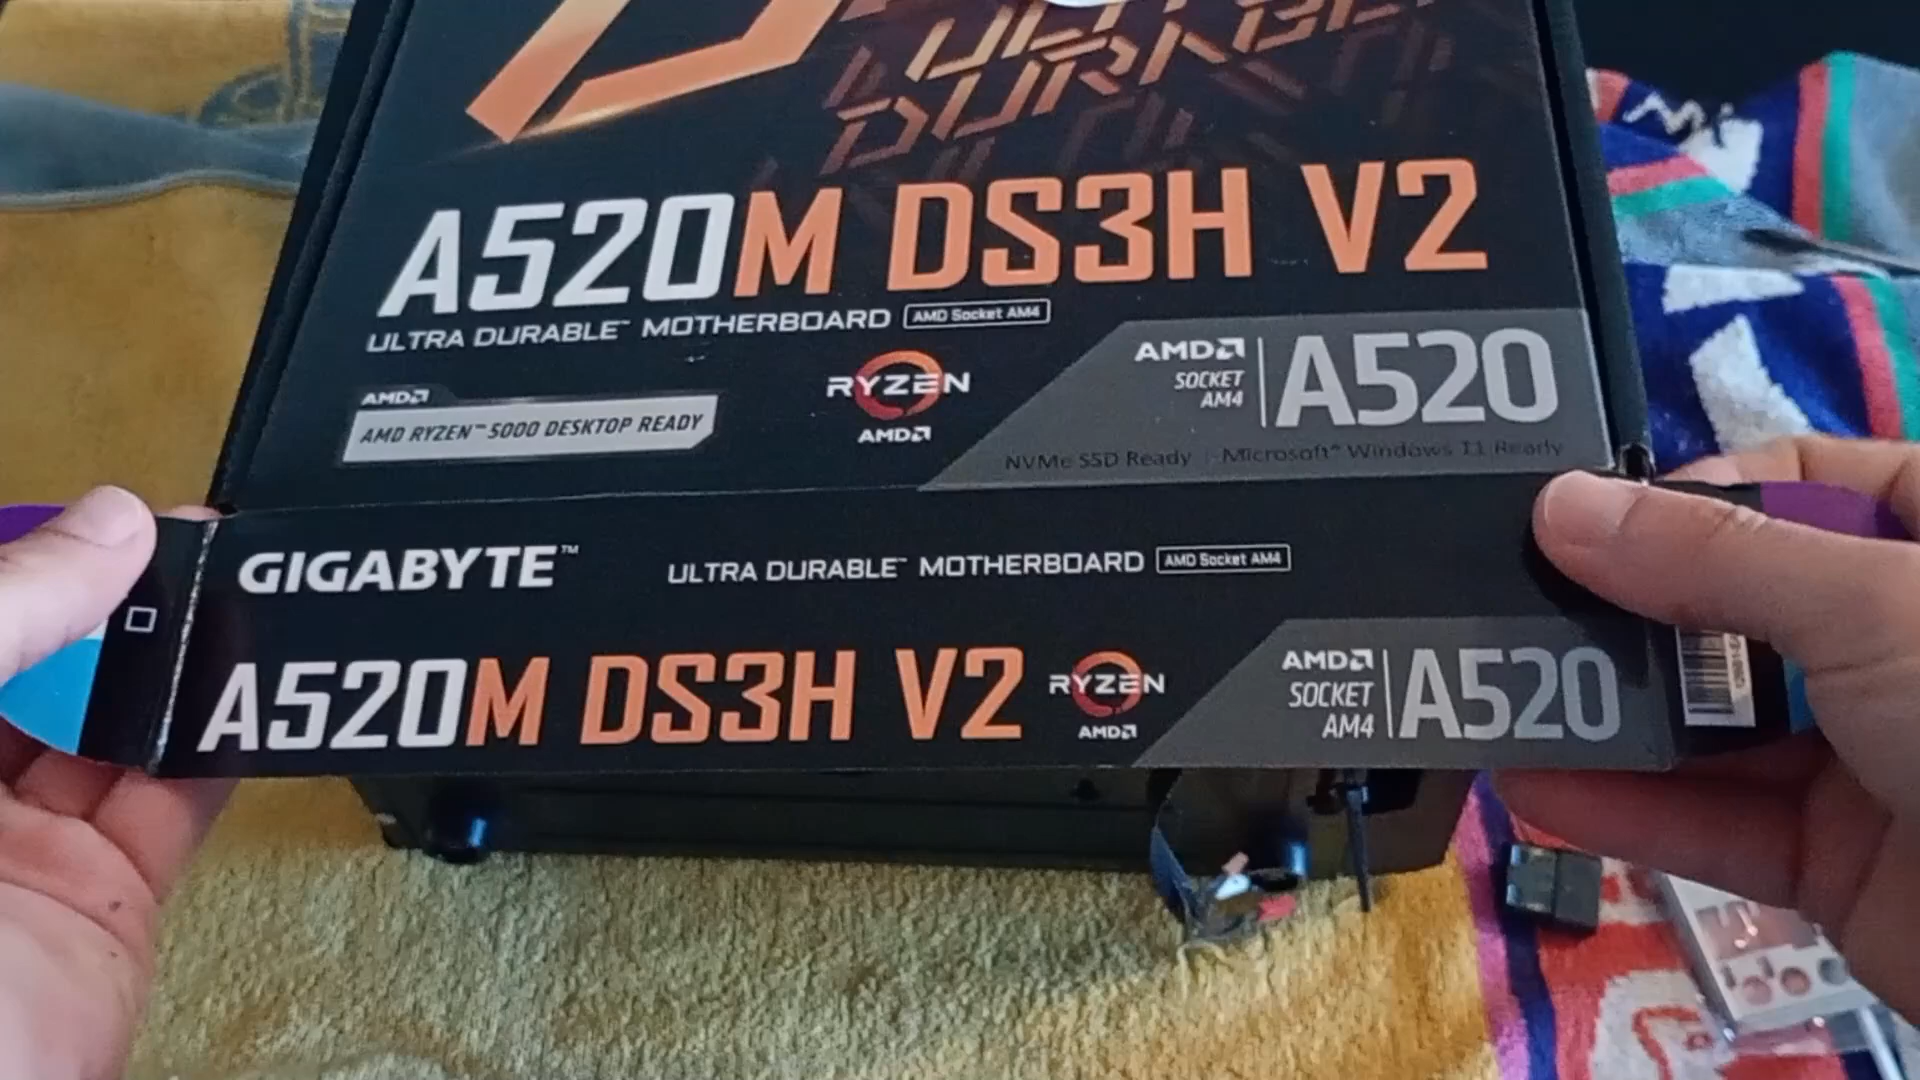 ULTRA
DURABLE
A520M DS3H V2
ULTRA DURABLE™ MOTHERBOARD AMD Socket AM4
AMD
AMD RYZEN™ 5000 DESKTOP READY
RYZEN
AMD
AMD
SOCKET
AM4
A520
NVMe SSD Ready | Microsoft® Windows 11 Ready
GIGABYTE™
ULTRA DURABLE™ MOTHERBOARD AMD Socket AM4
A520M DS3H V2
RYZEN
AMD
AMD
SOCKET
AM4
A520